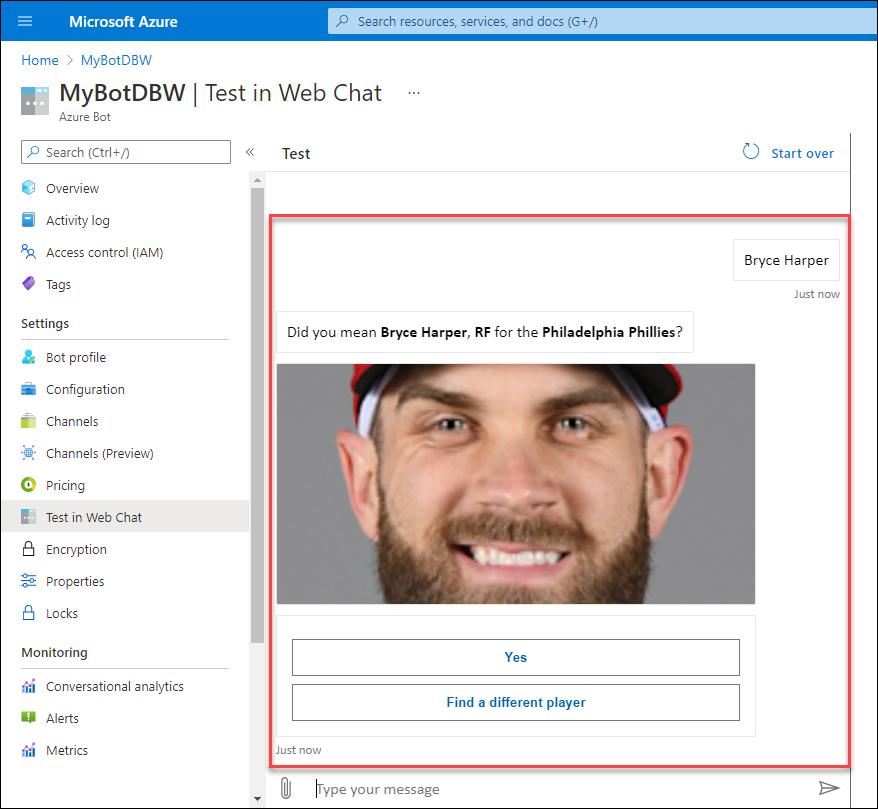 Microsoft Azure
Search resources, services, and docs (G+/)
Home > MyBotDBW
MyBotDBW | Test in Web Chat ...
Azure Bot
Search (Ctrl+/)
«
Overview
Activity log
Access control (IAM)
Tags
Settings
Bot profile
Configuration
Channels
Channels (Preview)
Pricing
Test in Web Chat
Encryption
Properties
Locks
Monitoring
Conversational analytics
Alerts
Metrics
Test
Start over
Bryce Harper
Just now
Did you mean Bryce Harper, RF for the Philadelphia Phillies?
Yes
Find a different player
Just now
Type your message